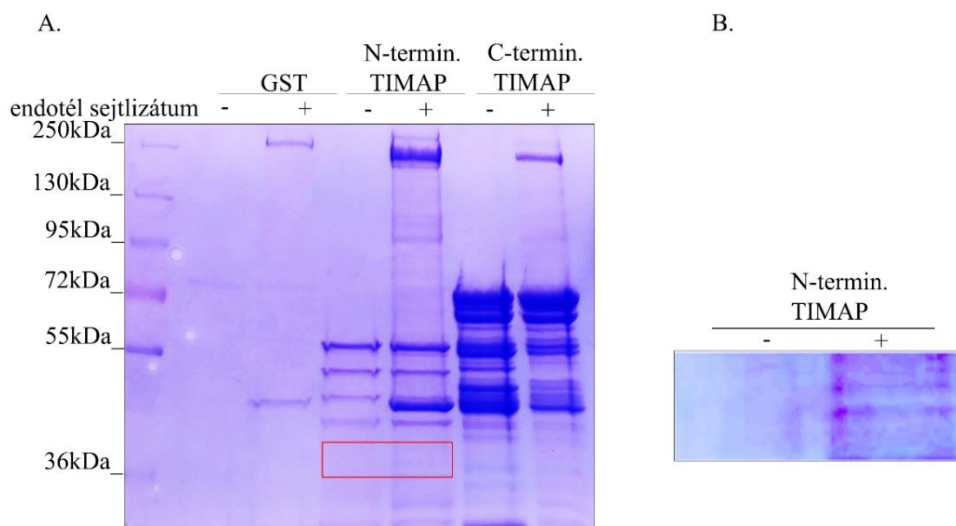 A.
B.
N-termin. C-termin.
GST TIMAP TIMAP
endotél sejtlizátum - + - + - +
250kDa
130kDa
95kDa
72kDa
55kDa
36kDa
N-termin.
TIMAP
- +